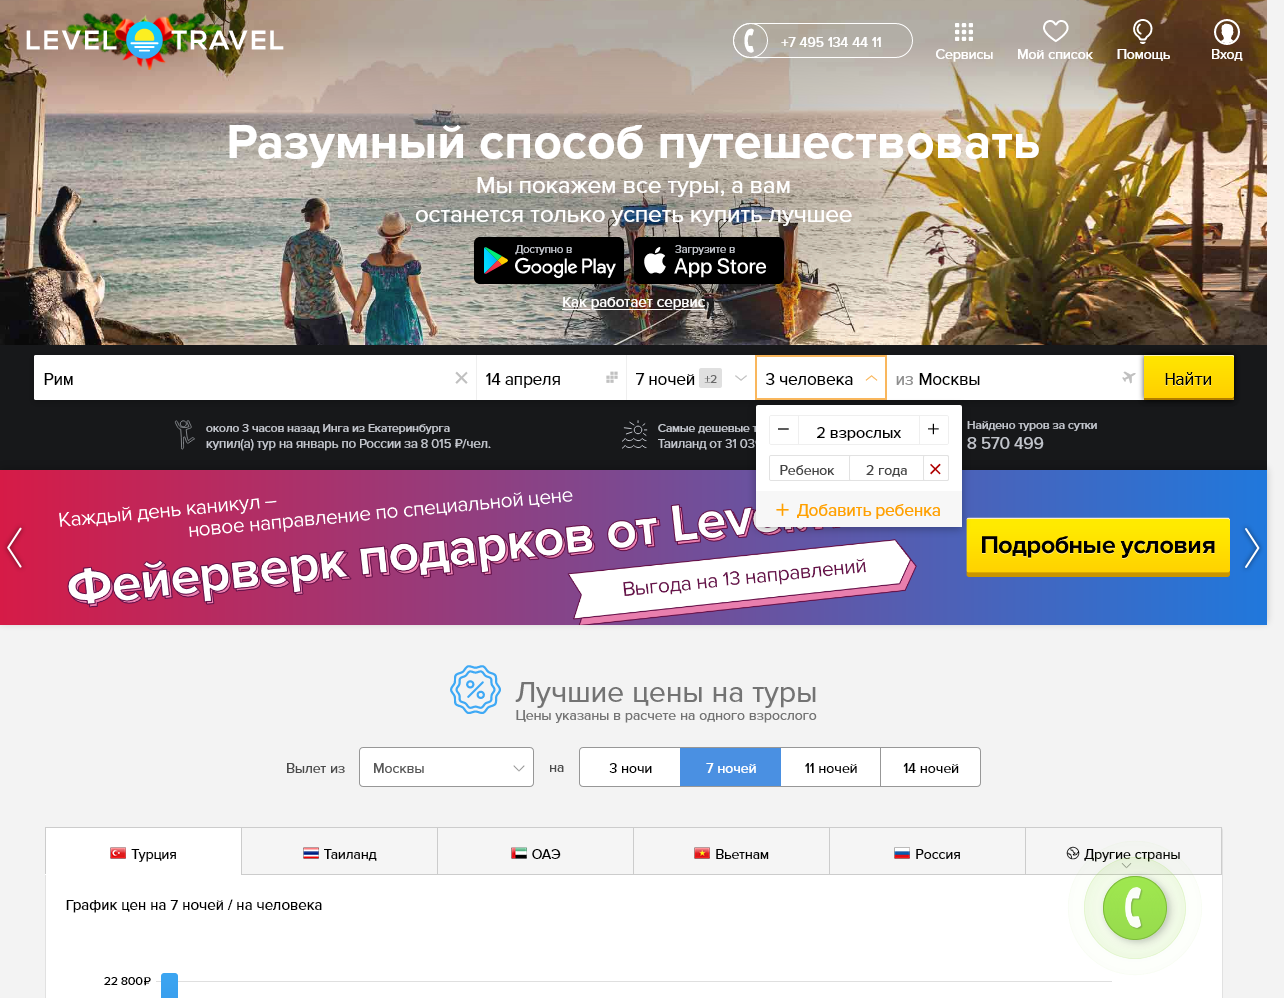 LEVEL TRAVEL
+7 495 134 44 11
Сервисы
Мой список
Помощь
Вход
Разумный способ путешествовать
Мы покажем все туры, а вам
останется только успеть купить лучшее
Доступно в
Google Play
Загрузите в
App Store
Как работает сервис
Рим
14 апреля
7 ночей ±2
3 человека
из Москвы
Найти
около 3 часов назад Инга из Екатеринбурга
купил(а) тур на январь по России за 8 015 ₽/чел.
Самые дешевые
Таиланд от 31
Найдено туров за сутки
8 570 499
2 взрослых
Ребенок
2 года
Добавить ребенка
Каждый день каникул –
новое направление по специальной цене
Фейерверк подарков от Level
Выгода на 13 направлений
Подробные условия
Лучшие цены на туры
Цены указаны в расчете на одного взрослого
Вылет из
Москвы
на
3 ночи
7 ночей
11 ночей
14 ночей
Турция
Таиланд
ОАЭ
Вьетнам
Россия
Другие страны
График цен на 7 ночей / на человека
22 800₽